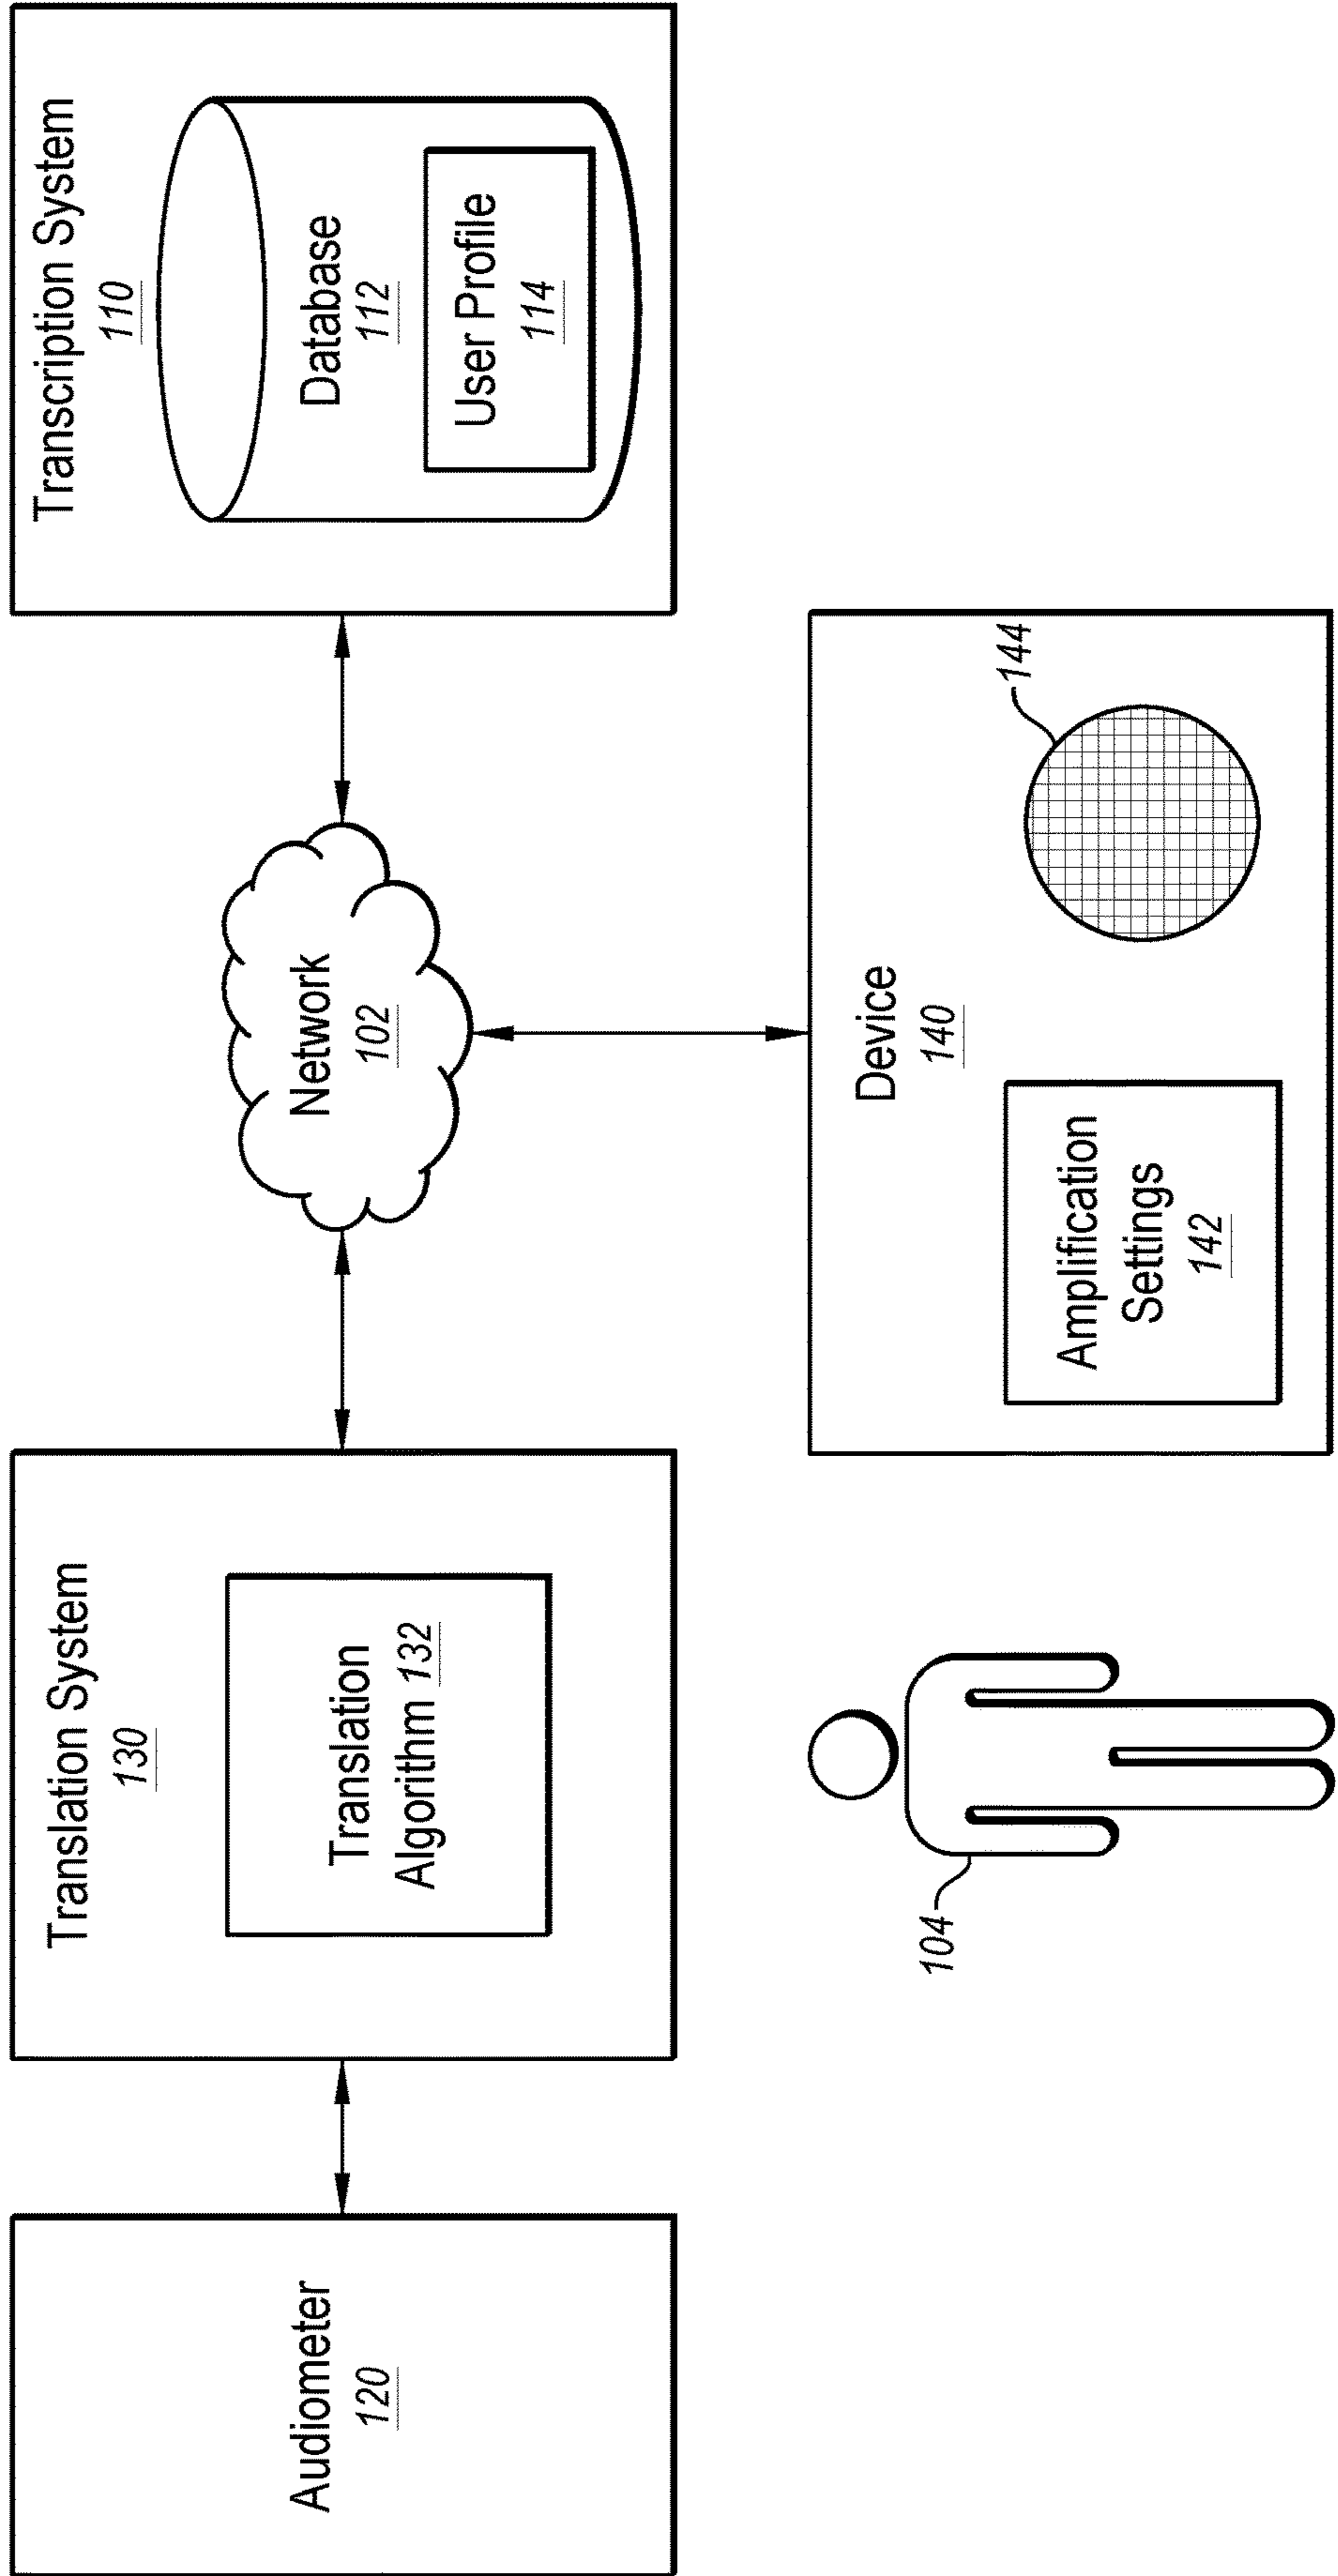 Audiometer
120
Translation System
130
Translation
Algorithm 132
Network
102
Transcription System
110
Database
112
User Profile
114
104
Device
140
Amplification
Settings
142
144